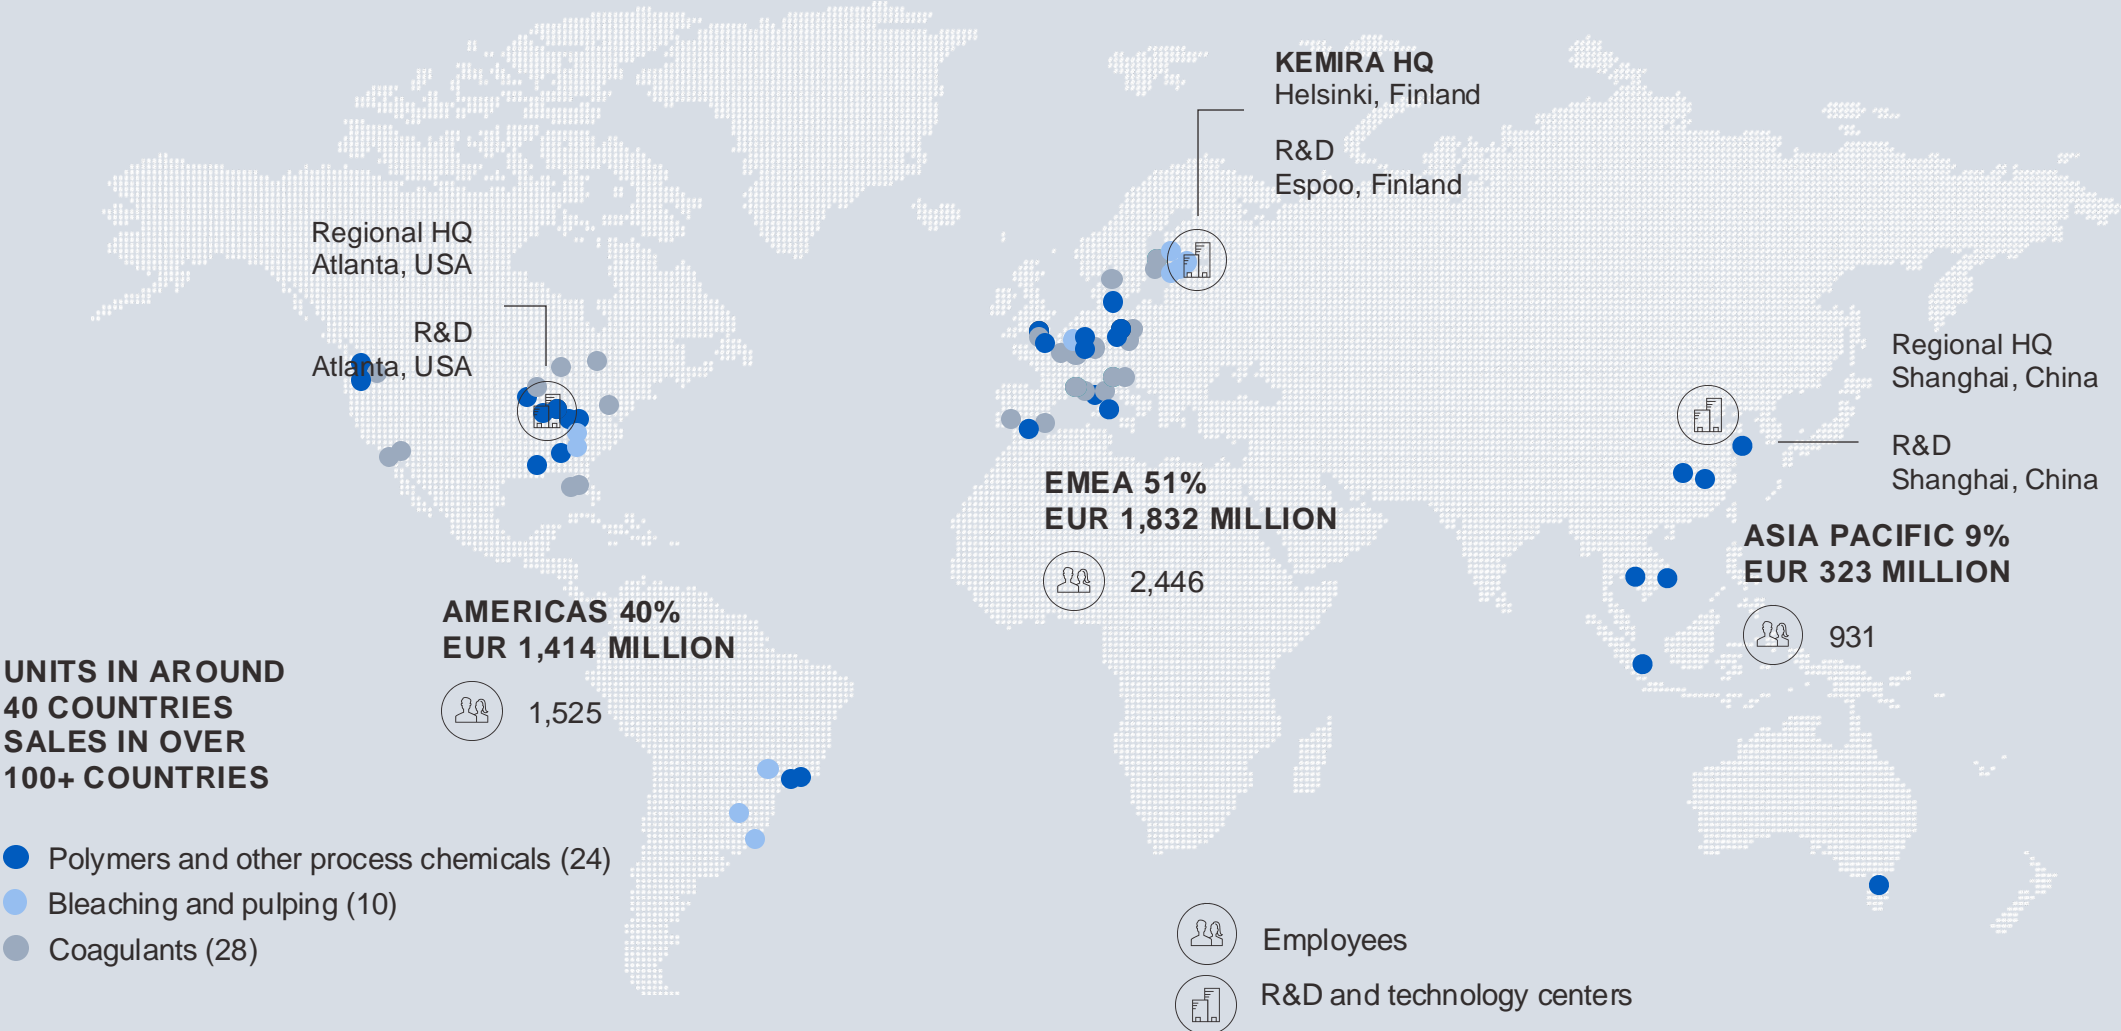 KEMIRA HQ
Helsinki, Finland
R&D
Espoo, Finland
Regional HQ
Atlanta, USA
R&D
Atlanta, USA
Regional HQ
Shanghai, China
R&D
Shanghai, China
EMEA 51%
EUR 1,832 MILLION
2,446
ASIA PACIFIC 9%
EUR 323 MILLION
931
AMERICAS 40%
EUR 1,414 MILLION
1,525
UNITS IN AROUND
40 COUNTRIES
SALES IN OVER
100+ COUNTRIES
Polymers and other process chemicals (24)
Bleaching and pulping (10)
Coagulants (28)
Employees
R&D and technology centers